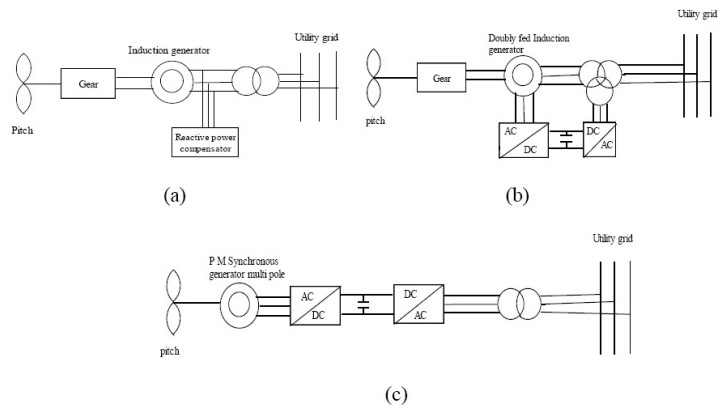 Utility grid
Induction generator
Gear
Pitch
Reactive power
compensator
(a)
Utility grid
Doubly fed Induction
generator
Gear
pitch
AC
DC
DC
AC
(b)
Utility grid
P M Synchronous
generator multi pole
AC
DC
DC
AC
pitch
(c)